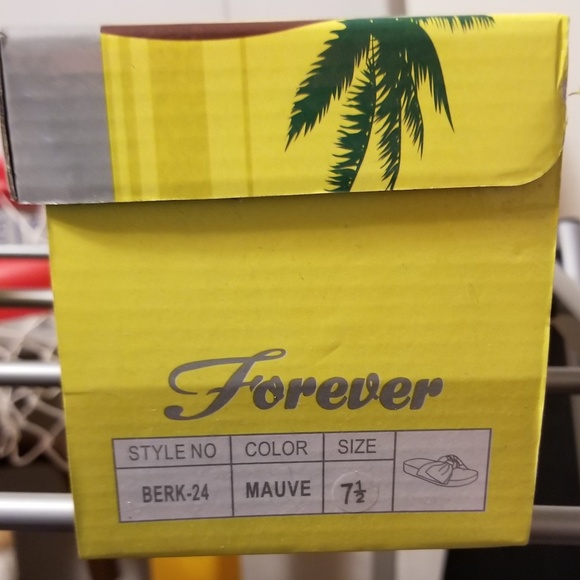 Forever
STYLE NO COLOR SIZE
BERK-24 MAUVE 7½